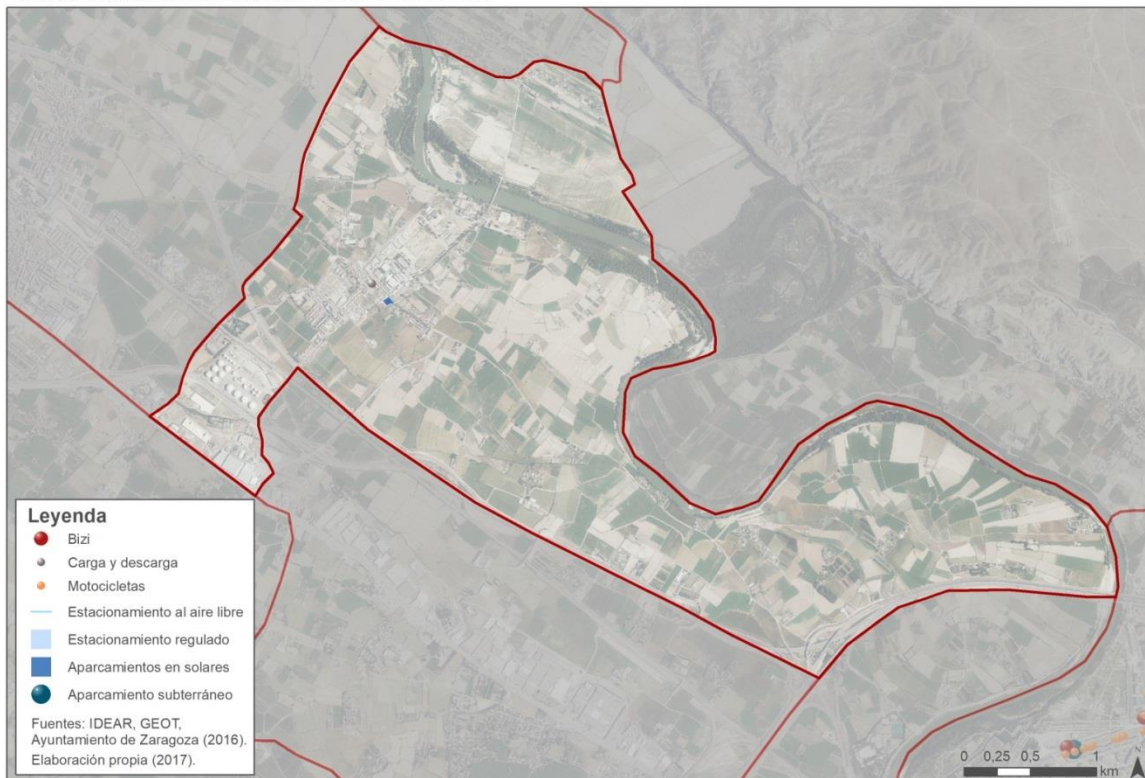 Leyenda
Bizi
Carga y descarga
Motocicletas
Estacionamiento al aire libre
Estacionamiento regulado
Aparcamientos en solares
Aparcamiento subterráneo
Fuentes: IDEAR, GEOT,
Ayuntamiento de Zaragoza (2016).
Elaboración propia (2017).
0 0,25 0,5 1
km